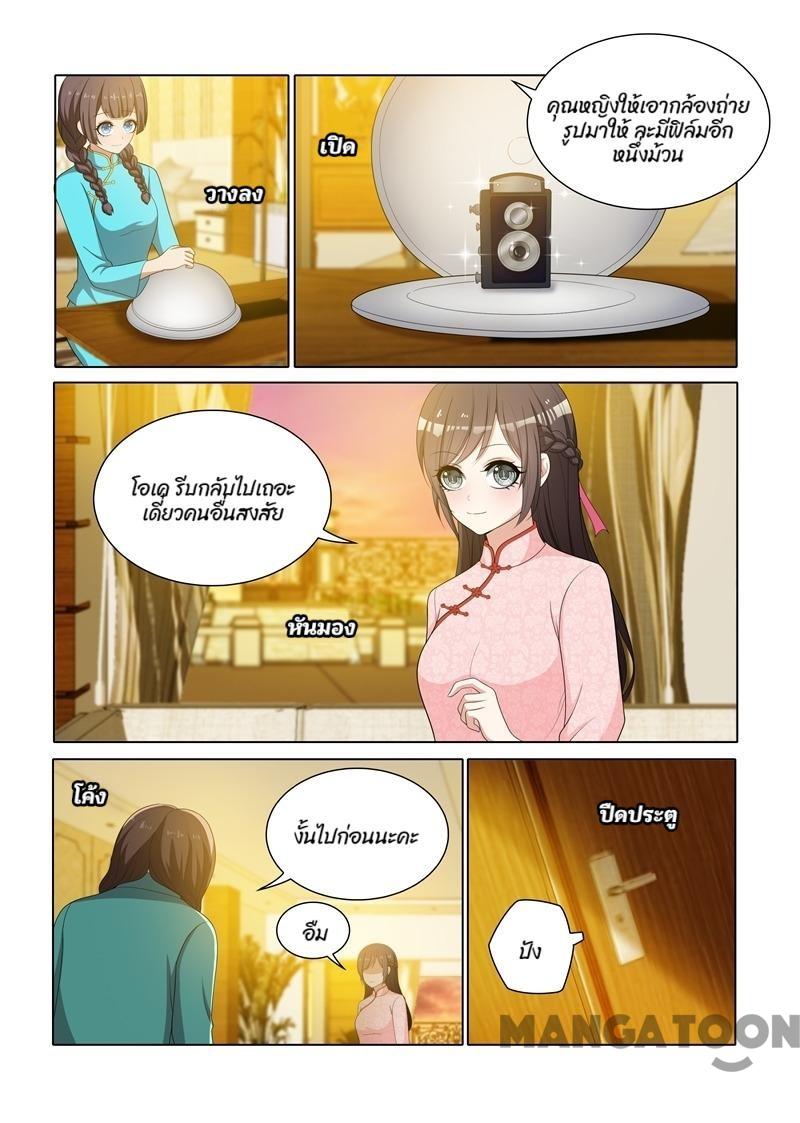 วางลง
เปิด
คุณหญิงให้เอากล้องถ่าย
รูปมาให้ ละมีฟิล์มอีก
หนึ่งม้วน
โอเค รีบกลับไปเถอะ
เดี๋ยวคนอื่นสงสัย
หันมอง
โค้ง
งั้นไปก่อนนะคะ
อืม
ปืดประตู
ปัง
MANGATOON